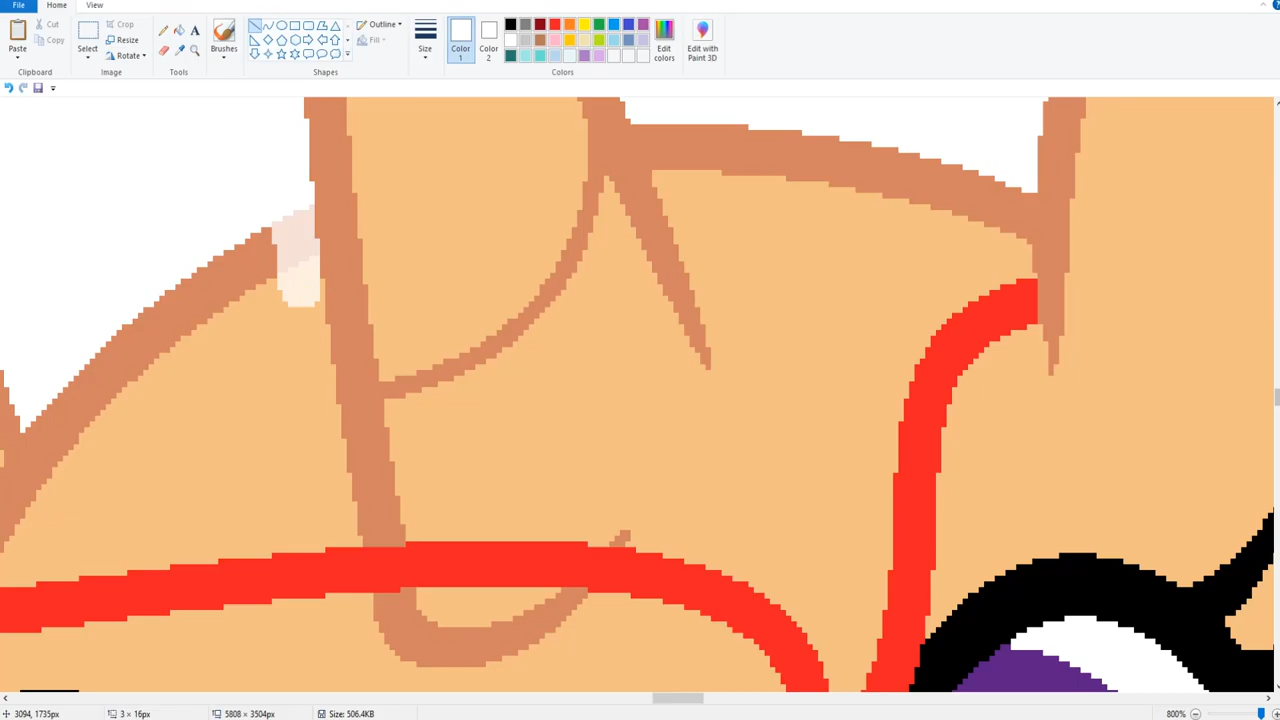 File
Home
View
Paste
Cut
Copy
Clipboard
Select
Crop
Resize
Rotate
Image
A
Tools
Brushes
Outline
Fill
Shapes
Size
Color
1
Color
2
Edit
colors
Edit with
Paint 3D
Colors
3094, 1735px
3 × 16px
5808 × 3504px
Size: 506.4KB
800%